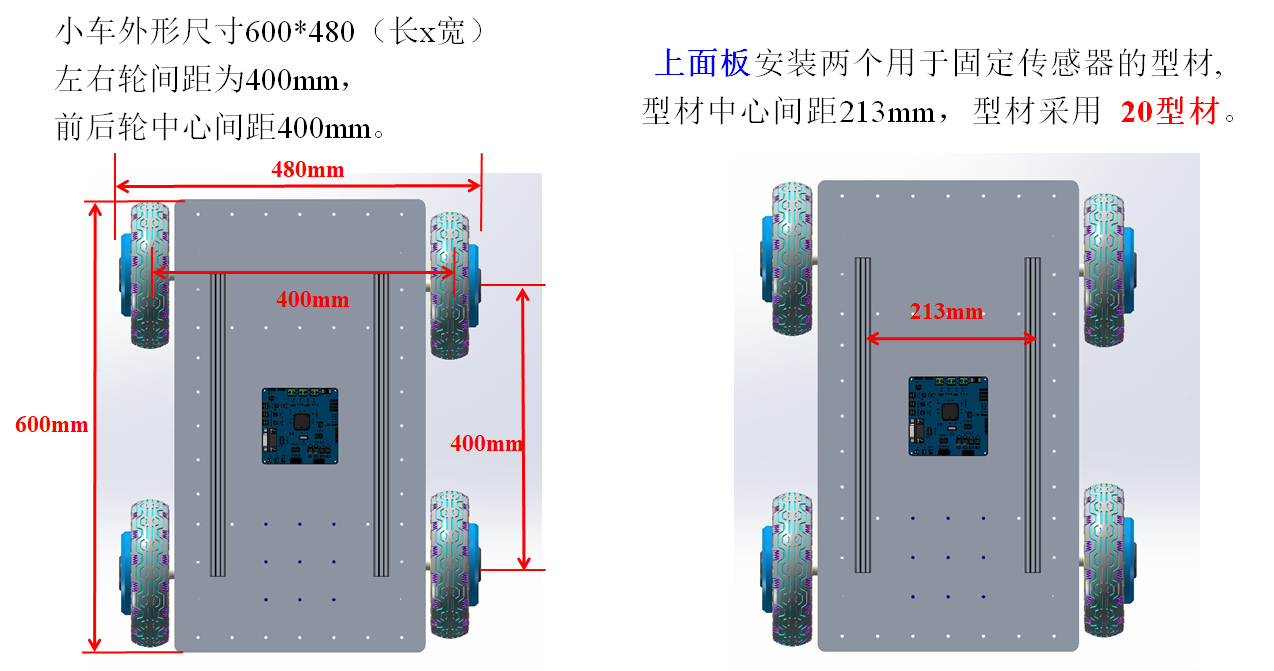 小车外形尺寸600*480（长x宽）
左右轮间距为400mm，
前后轮中心间距400mm。
上面板安装两个用于固定传感器的型材,
型材中心间距213mm，型材采用 20型材。
480mm
400mm
600mm
400mm
213mm